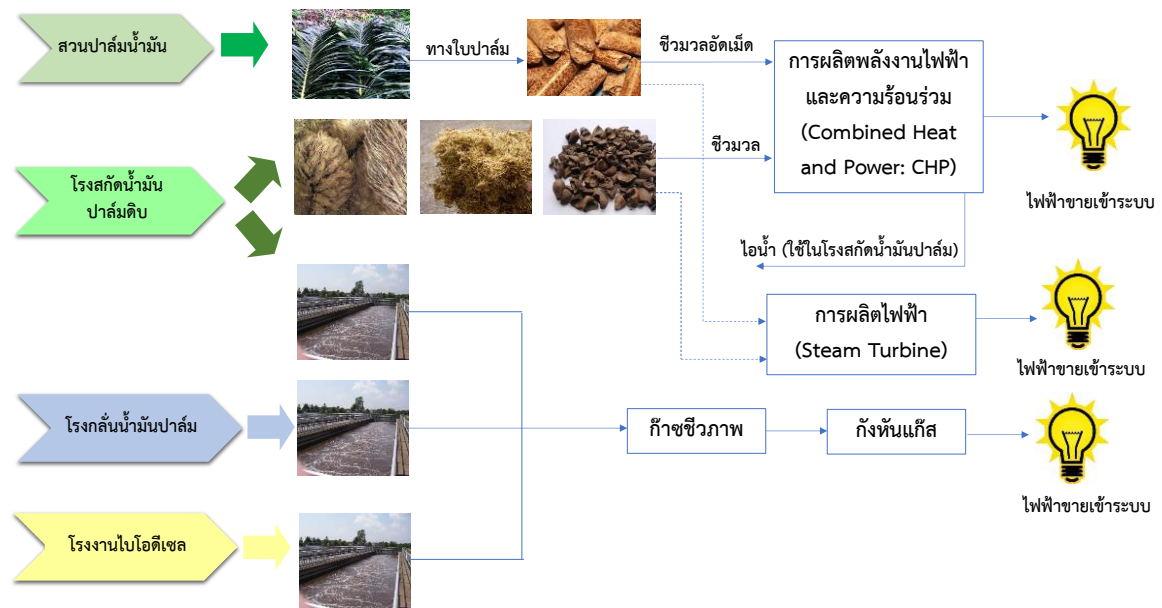 สวนปาล์มน้ำมัน
ทางใบปาล์ม
ชีวมวลอัดเม็ด
การผลิตพลังงานไฟฟ้า
และความร้อนร่วม
(Combined Heat
and Power: CHP)
ชีวมวล
โรงสกัดน้ำมัน
ปาล์มดิบ
ไฟฟ้าขายเข้าระบบ
ไอน้ำ (ใช้ในโรงสกัดน้ำมันปาล์ม)
การผลิตไฟฟ้า
(Steam Turbine)
ไฟฟ้าขายเข้าระบบ
โรงกลั่นน้ำมันปาล์ม
ก๊าซชีวภาพ
กังหันแก๊ส
ไฟฟ้าขายเข้าระบบ
โรงงานไบโอดีเซล